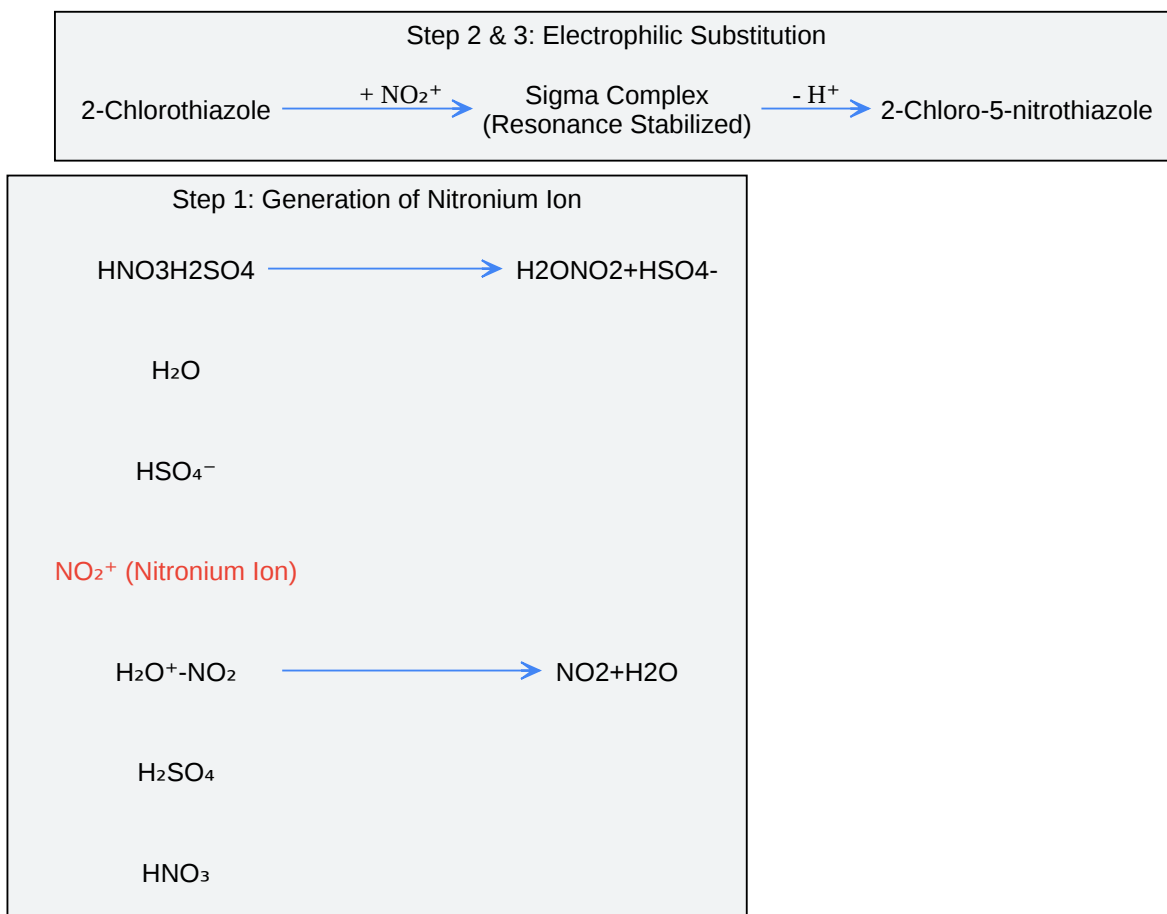 Step 2 & 3: Electrophilic Substitution
2-Chlorothiazole
+ NO₂⁺
Sigma Complex
(Resonance Stabilized)
- H⁺
2-Chloro-5-nitrothiazole
Step 1: Generation of Nitronium Ion
HNO3H2SO4
H2ONO2+HSO4-
H₂O
HSO₄⁻
NO₂⁺ (Nitronium Ion)
H₂O⁺-NO₂
NO2+H2O
H₂SO₄
HNO₃